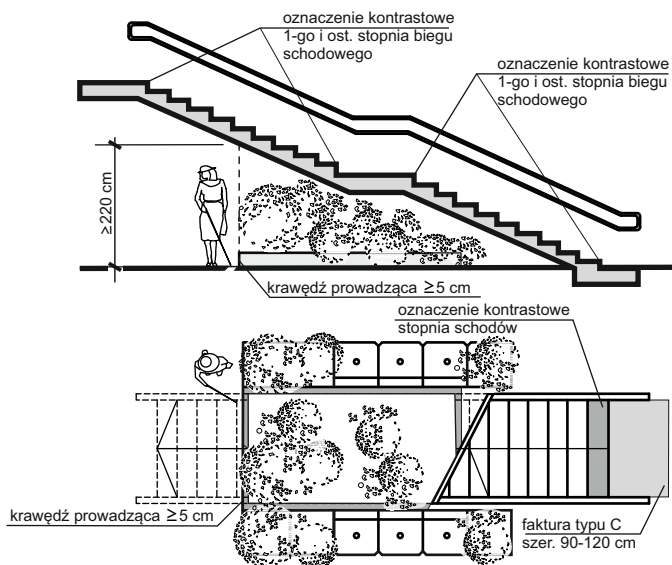 oznaczenie kontrastowe
1-go i ost. stopnia biegu
schodowego
oznaczenie kontrastowe
1-go i ost. stopnia biegu
schodowego
≥220 cm
krawędź prowadząca ≥5 cm
oznaczenie kontrastowe
stopnia schodów
krawędź prowadząca ≥5 cm
faktura typu C
szer. 90-120 cm